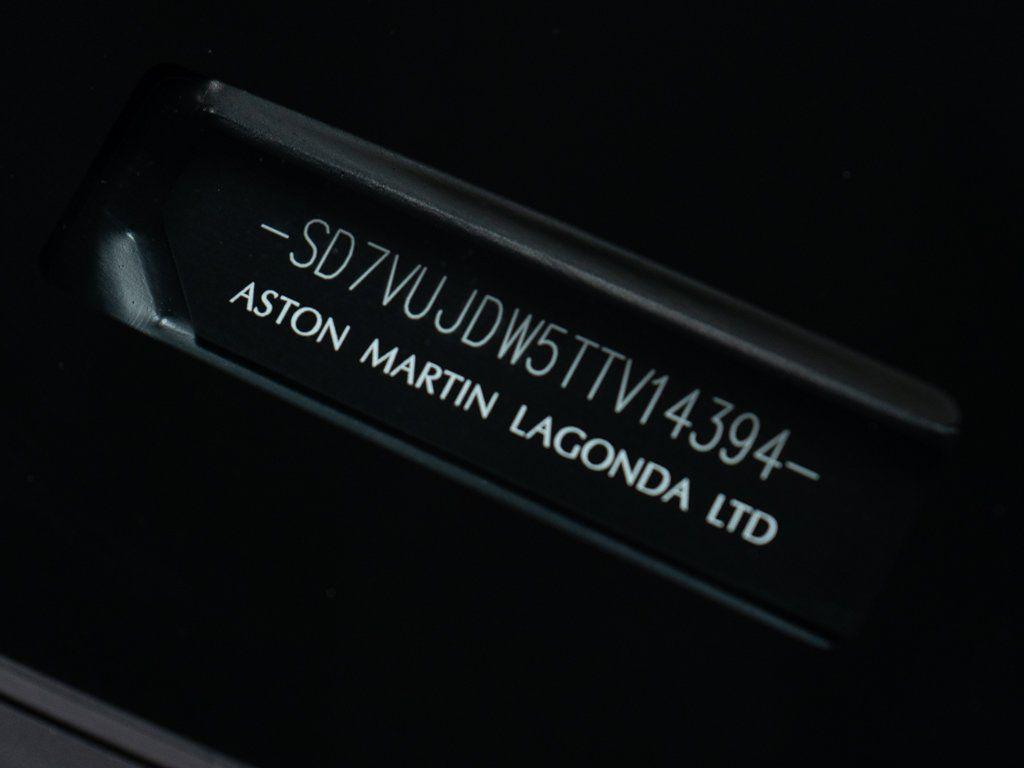 -SD7VUJDW5TTV14394-
ASTON MARTIN LAGONDA LTD